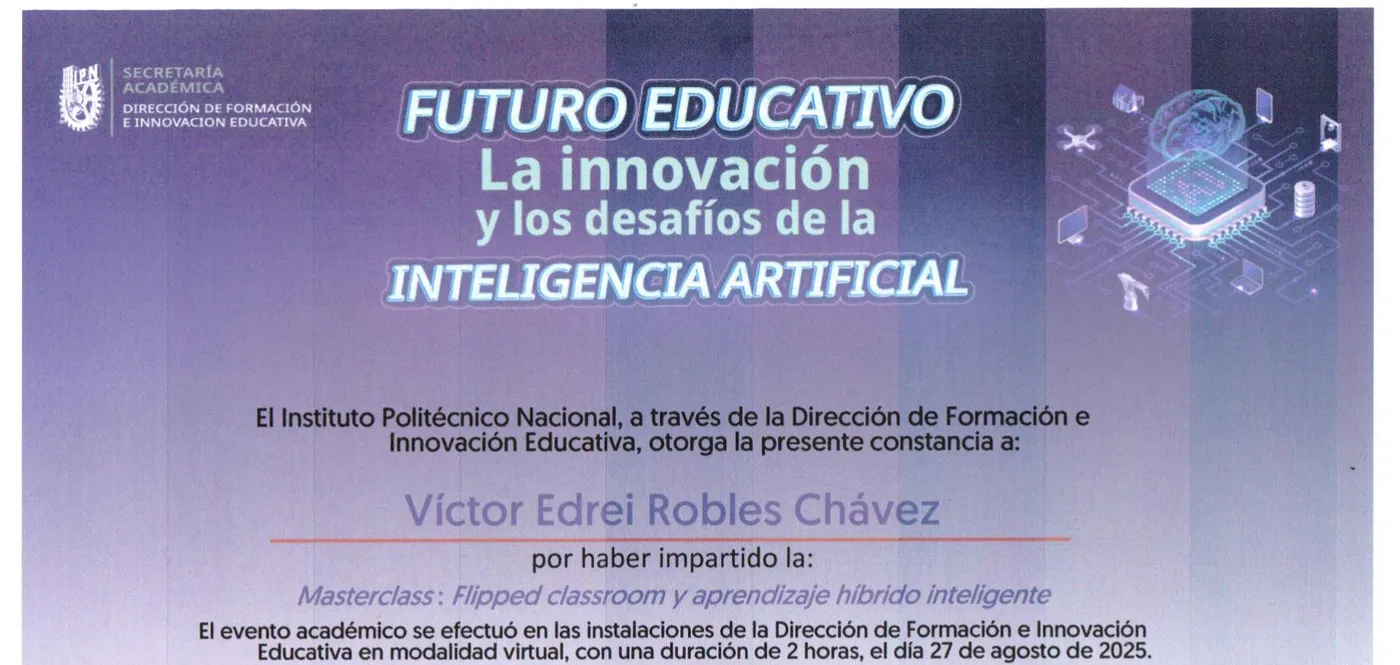 IPN
SECRETARÍA
ACADÉMICA
DIRECCIÓN DE FORMACIÓN
E INNOVACION EDUCATIVA
FUTURO EDUCATIVO
La innovación
y los desafíos de la
INTELIGENCIA ARTIFICIAL
El Instituto Politécnico Nacional, a través de la Dirección de Formación e
Innovación Educativa, otorga la presente constancia a:
Víctor Edrei Robles Chávez
por haber impartido la:
Masterclass: Flipped classroom y aprendizaje híbrido inteligente
El evento académico se efectuó en las instalaciones de la Dirección de Formación e Innovación
Educativa en modalidad virtual, con una duración de 2 horas, el día 27 de agosto de 2025.